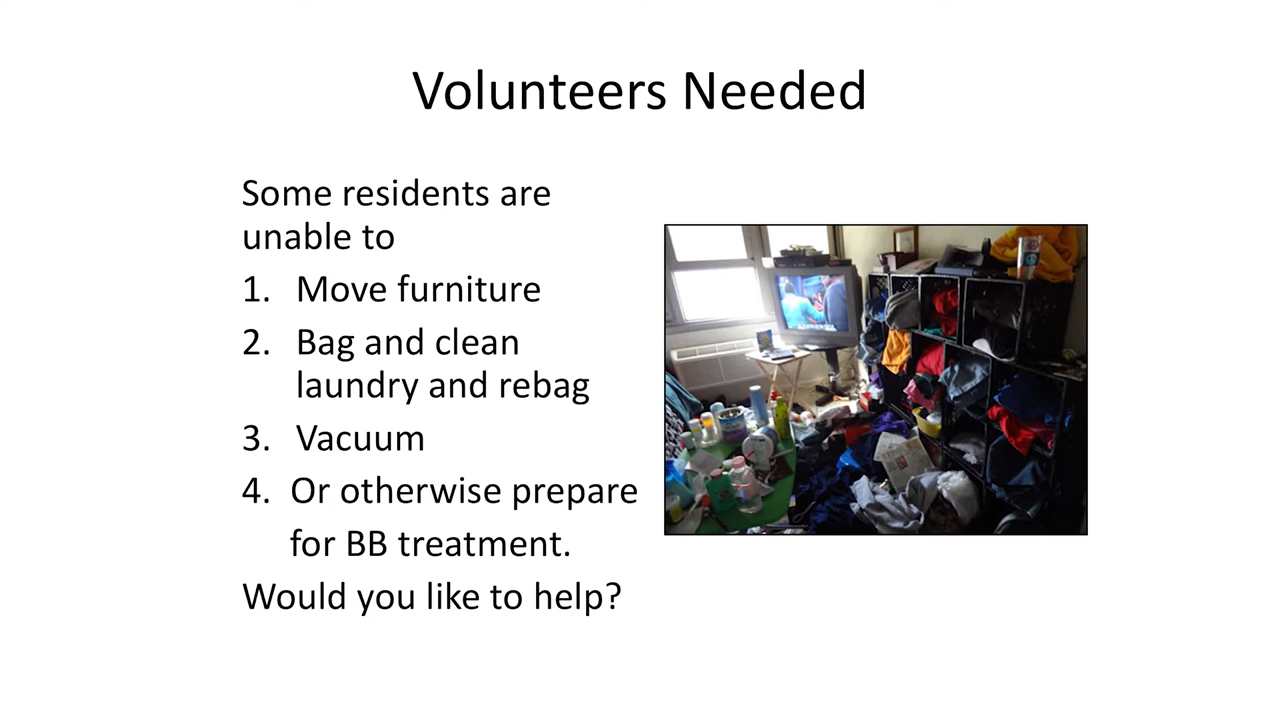 Volunteers Needed
Some residents are
unable to
1. Move furniture
2. Bag and clean
laundry and rebag
3. Vacuum
4. Or otherwise prepare
for BB treatment.
Would you like to help?